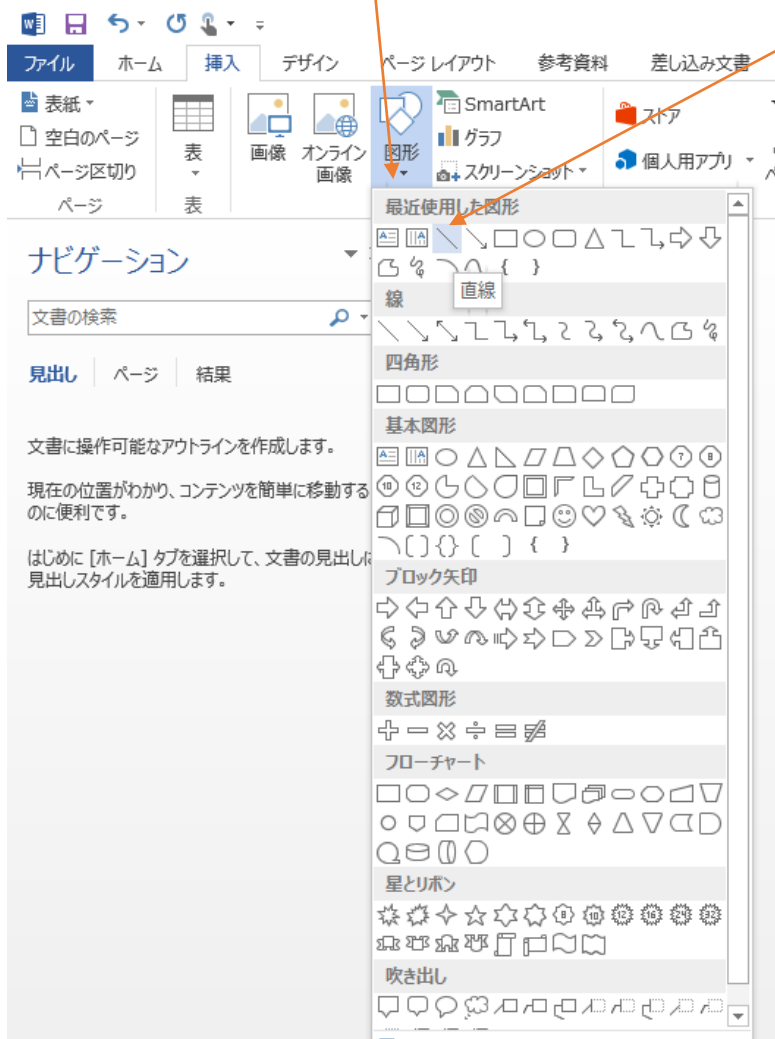 ファイル ホーム 挿入 デザイン ページ レイアウト 参考資料 差し込み文書
表紙
空白のページ
ページ区切り
ページ
表
表
画像
オンライン
画像
図形
SmartArt
グラフ
スクリーンショット
ストア
個人用アプリ
ナビゲーション
文書の検索
見出し ページ 結果
文書に操作可能なアウトラインを作成します。
現在の位置がわかり、コンテンツを簡単に移動する
のに便利です。
はじめに [ホーム] タブを選択して、文書の見出しに
見出しスタイルを適用します。
最近使用した図形
直線
線
四角形
基本図形
ブロック矢印
数式図形
フローチャート
星とリボン
吹き出し